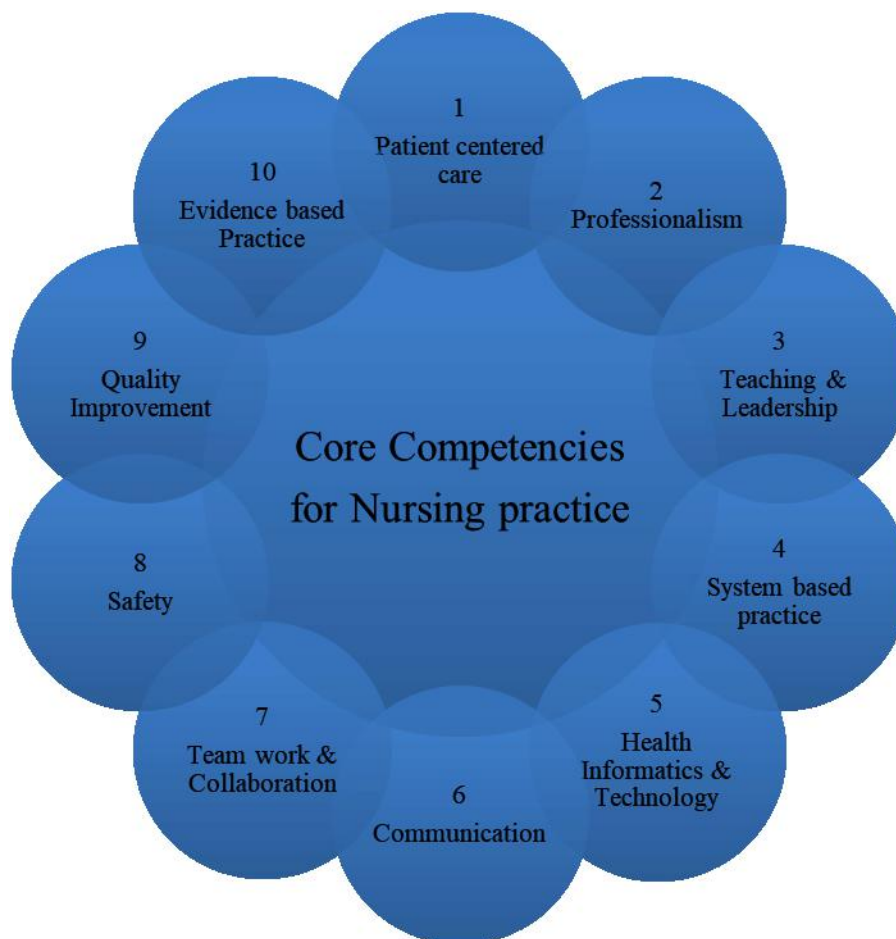 1
Patient centered
care
2
Professionalism
3
Teaching &
Leadership
4
System based
practice
5
Health
Informatics &
Technology
6
Communication
7
Team work &
Collaboration
8
Safety
9
Quality
Improvement
10
Evidence based
Practice
Core Competencies
for Nursing practice